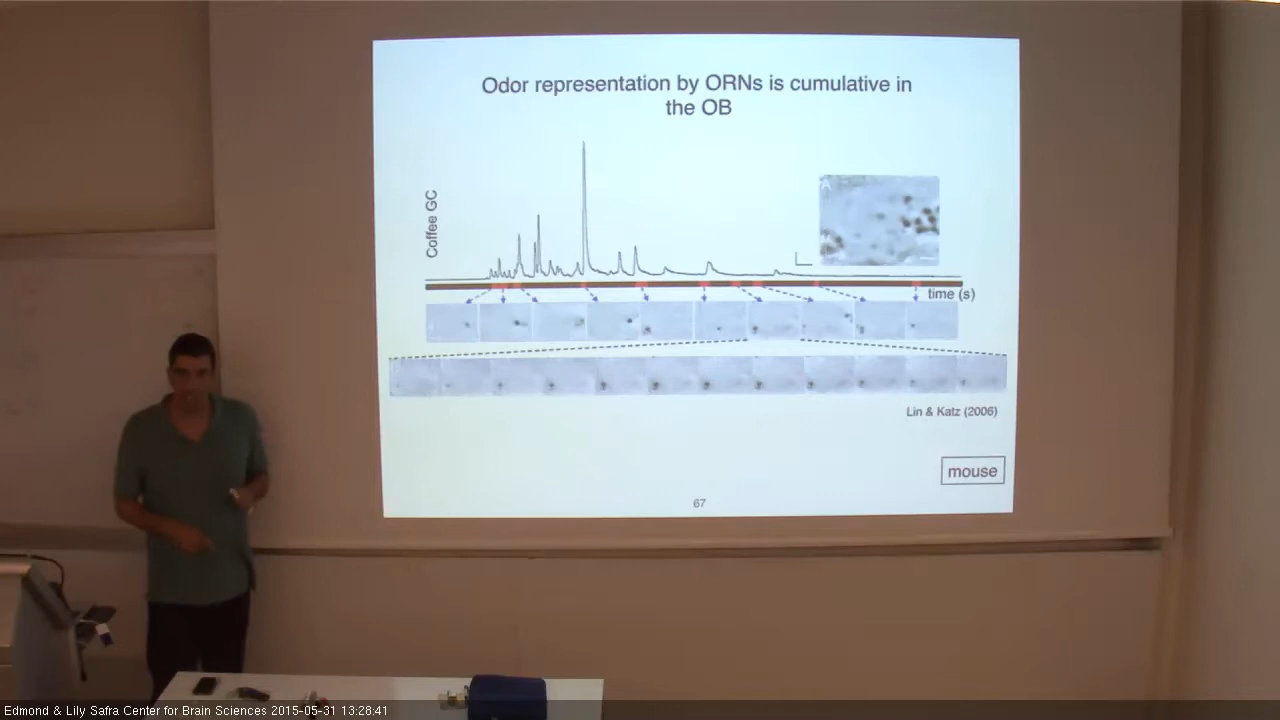 Odor representation by ORNs is cumulative in
the OB
Coffee GC
A
time (s)
Lin & Katz (2006)
mouse
67
Edmond & Lily Safra Center for Brain Sciences 2015-05-31 13:28:41